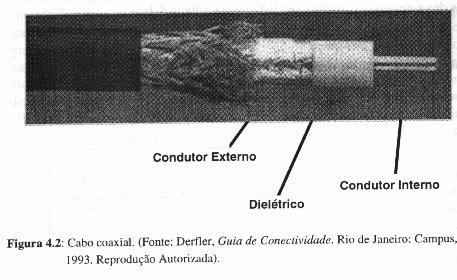 Condutor Externo
Dielétrico
Condutor Interno
Figura 4.2: Cabo coaxial. (Fonte: Derfler, Guia de Conectividade. Rio de Janeiro: Campus,
1993. Reprodução Autorizada).